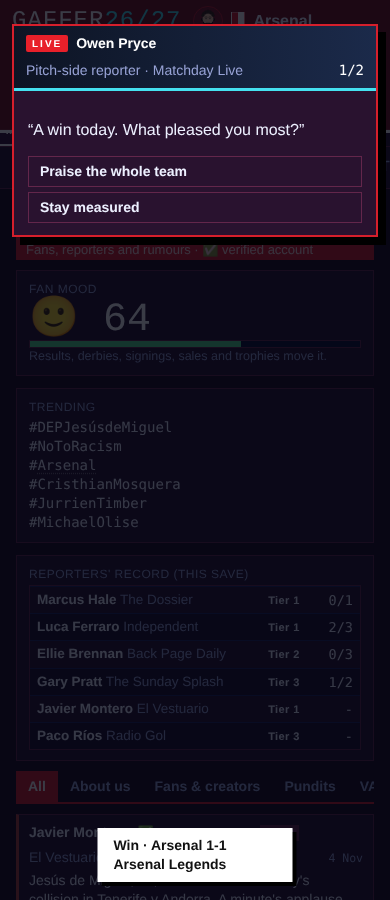 GAFFER26/27 Arsenal
LIVE Owen Pryce
Pitch-side reporter · Matchday Live 1/2
“A win today. What pleased you most?”
Praise the whole team
Stay measured
Fans, reporters and rumours · ✅ verified account
FAN MOOD
64
Results, derbies, signings, sales and trophies move it.
TRENDING
#DEPJesúsdeMiguel
#NoToRacism
#Arsenal
#CristhianMosquera
#JurrienTimber
#MichaelOlise
REPORTERS' RECORD (THIS SAVE)
Marcus Hale The Dossier Tier 1 0/1
Luca Ferraro Independent Tier 1 2/3
Ellie Brennan Back Page Daily Tier 2 0/3
Gary Pratt The Sunday Splash Tier 3 1/2
Javier Montero El Vestuario Tier 1 -
Paco Ríos Radio Gol Tier 3 -
All About us Fans & creators Pundits VA
Javier
El Vestuari 4 Nov
Win · Arsenal 1-1
Arsenal Legends
Jesús de
collision in Tenerife v Andorra. A minute's applause